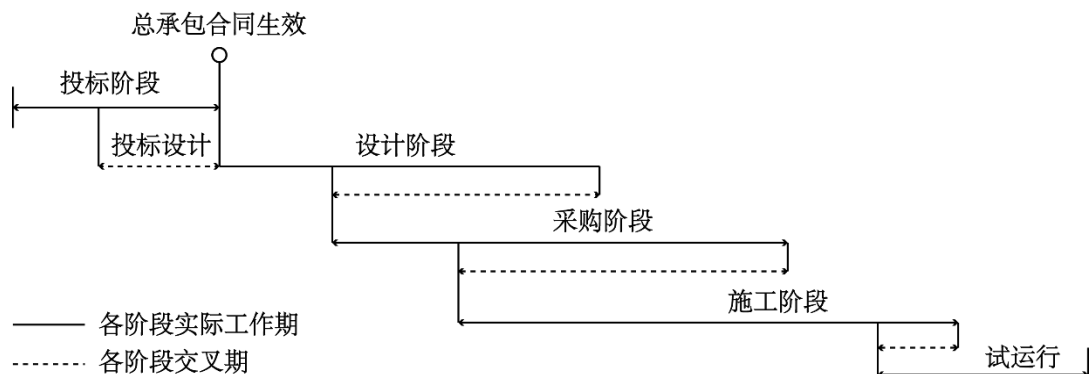 总承包合同生效
投标阶段
投标设计
设计阶段
采购阶段
施工阶段
各阶段实际工作期
各阶段交叉期
试运行